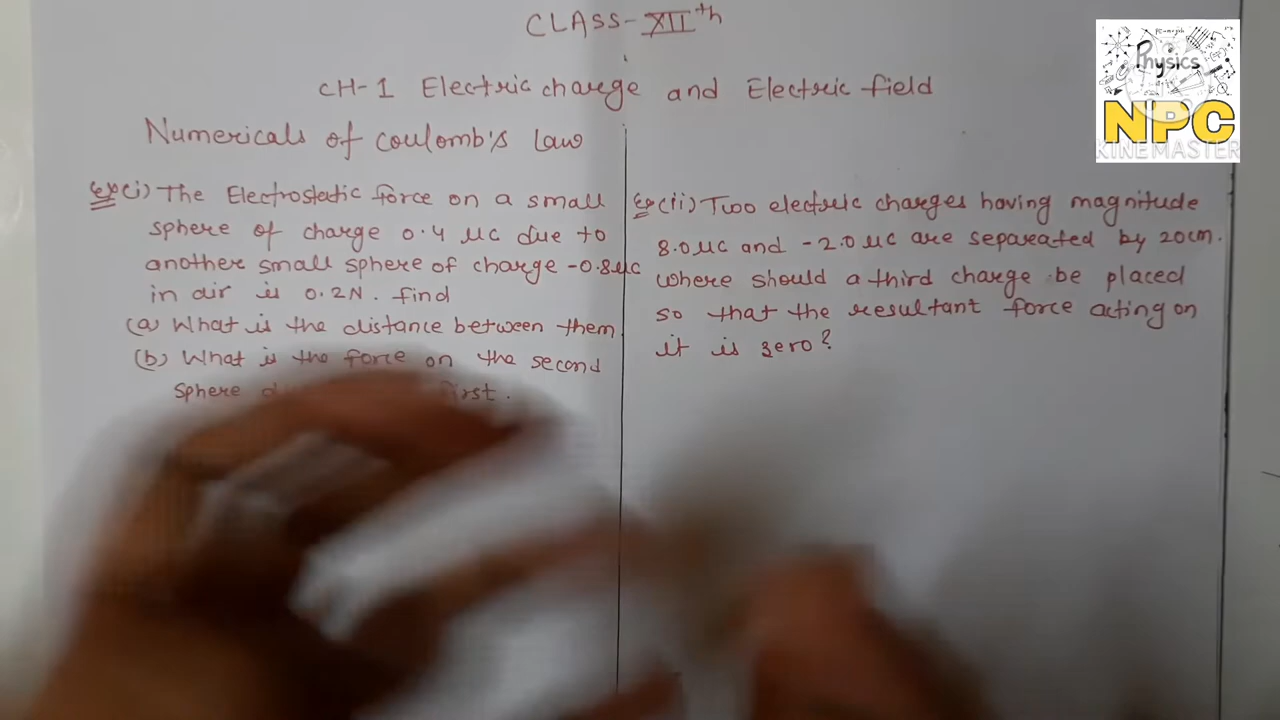 CLASS-XIIth
CH-1 Electric charge and Electric field
Numericals of coulomb's law
Ex(i) The Electrostatic force on a small
sphere of charge 0.4 μc due to
another small sphere of charge -0.8μc
in air is 0.2N. find
(a) What is the distance between them
(b) What is the force on the second
sphere first.
Ex(ii) Two electric charges having magnitude
8.0μc and -2.0μc are separated by 20cm.
where should a third charge be placed
so that the resultant force acting on
it is zero?
Physics
NPC
KINEMASTER